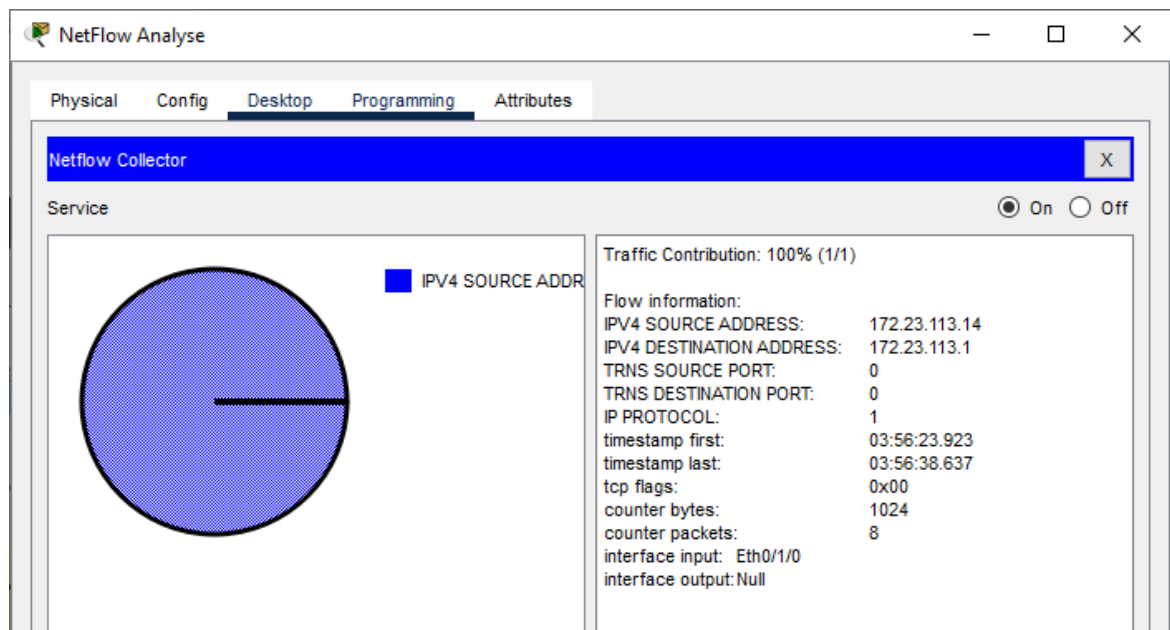 NetFlow Analyse
Physical Config Desktop Programming Attributes
Netflow Collector X
Service On Off
IPV4 SOURCE ADDR
Traffic Contribution: 100% (1/1)
Flow information:
IPV4 SOURCE ADDRESS: 172.23.113.14
IPV4 DESTINATION ADDRESS: 172.23.113.1
TRNS SOURCE PORT: 0
TRNS DESTINATION PORT: 0
IP PROTOCOL: 1
timestamp first: 03:56:23.923
timestamp last: 03:56:38.637
tcp flags: 0x00
counter bytes: 1024
counter packets: 8
interface input: Eth0/1/0
interface output:Null